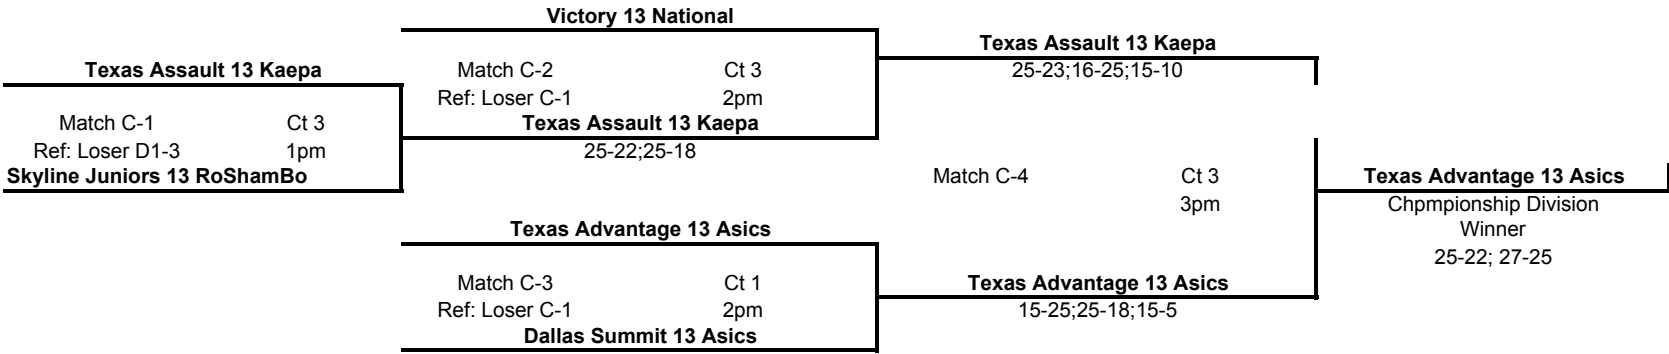 Victory 13 National
Texas Assault 13 Kaepa
Texas Assault 13 Kaepa Match C-2 Ct 3 25-23;16-25;15-10
Ref: Loser C-1 2pm
Match C-1 Ct 3 Texas Assault 13 Kaepa
Ref: Loser D1-3 1pm 25-22;25-18
Skyline Juniors 13 RoShamBo Match C-4 Ct 3 Texas Advantage 13 Asics
3pm Chpmpionship Division
Texas Advantage 13 Asics Winner
25-22; 27-25
Match C-3 Ct 1 Texas Advantage 13 Asics
Ref: Loser C-1 2pm 15-25;25-18;15-5
Dallas Summit 13 Asics